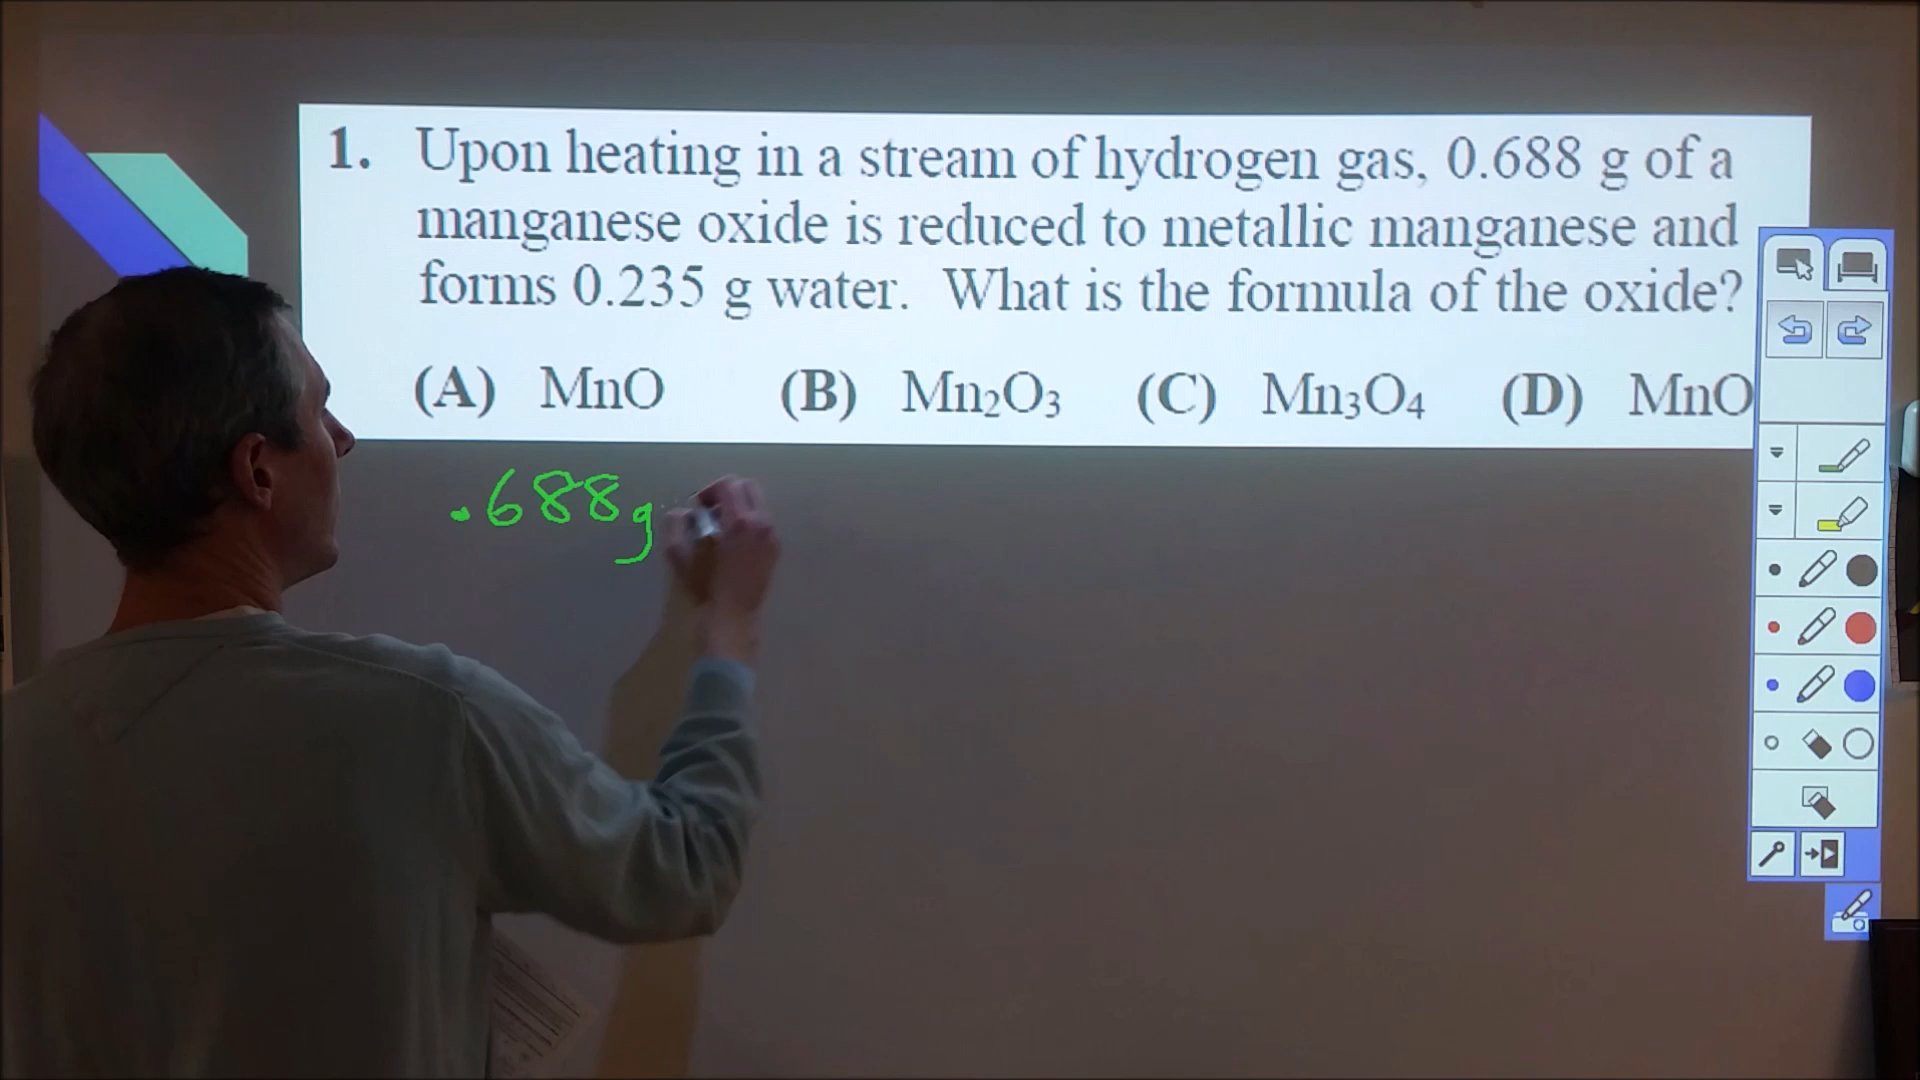 1. Upon heating in a stream of hydrogen gas, 0.688 g of a
manganese oxide is reduced to metallic manganese and
forms 0.235 g water. What is the formula of the oxide?
(A) MnO (B) Mn₂O₃ (C) Mn₃O₄ (D) MnO
.688g